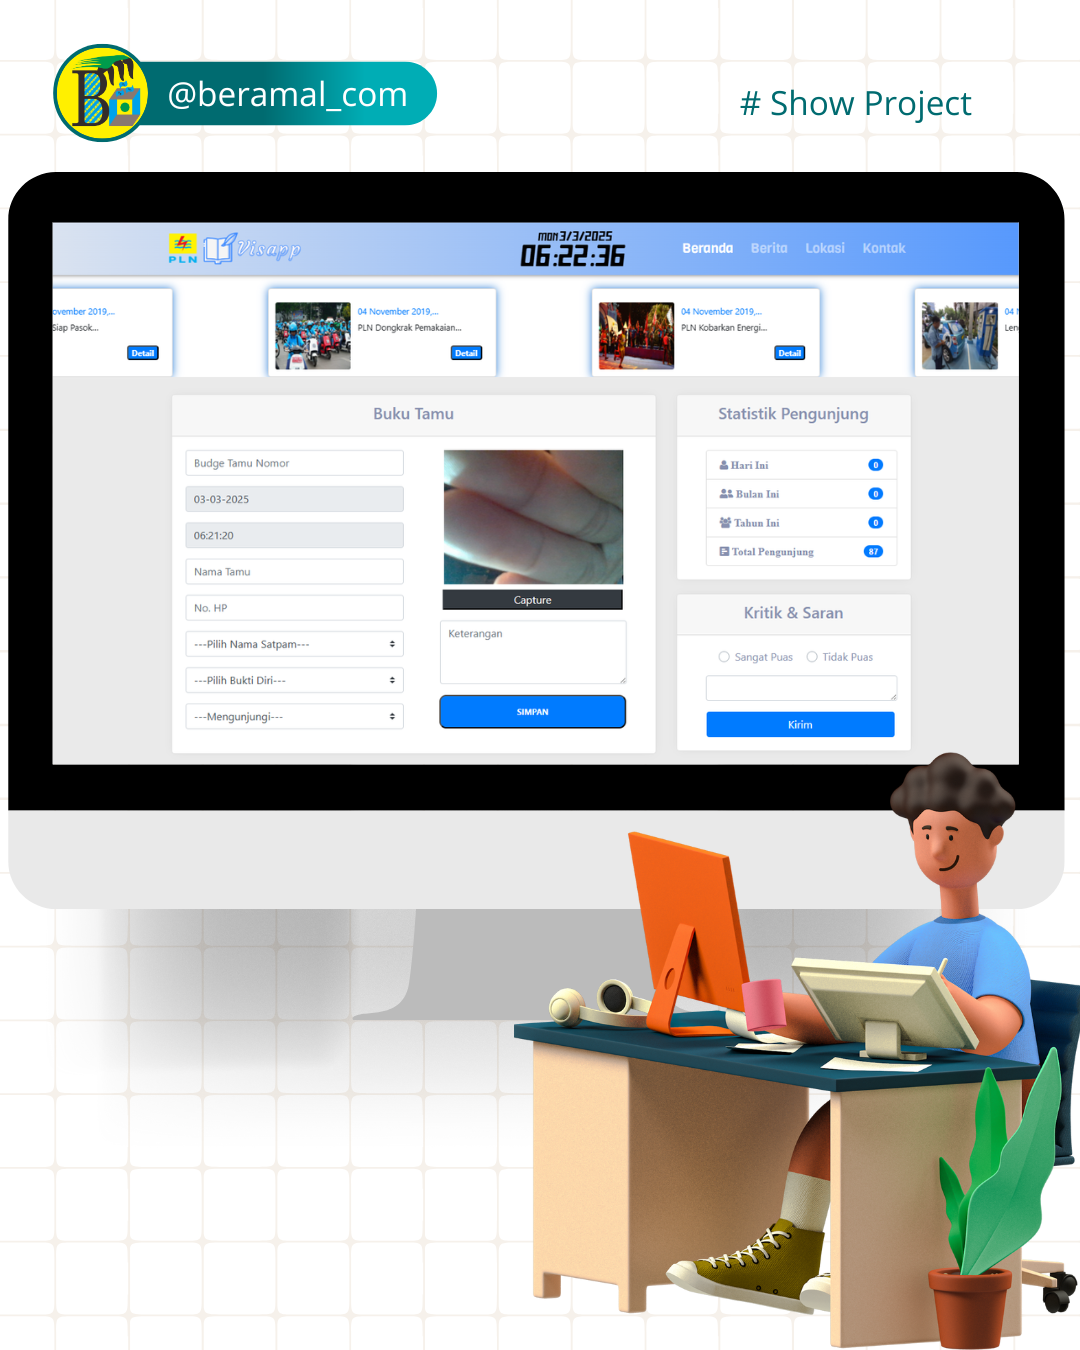 @beramal_com
# Show Project
PLN
Visapp
MON 3/3/2025
06:22:36
Beranda
Berita
Lokasi
Kontak
ovember 2019,...
Siap Pasok...
Detail
04 November 2019,...
PLN Dongkrak Pemakaian...
Detail
04 November 2019,...
PLN Kobarkan Energi...
Detail
04
Len
Buku Tamu
Budge Tamu Nomor
03-03-2025
06:21:20
Nama Tamu
No. HP
---Pilih Nama Satpam---
---Pilih Bukti Diri---
---Mengunjungi---
Capture
Keterangan
SIMPAN
Statistik Pengunjung
Hari Ini 0
Bulan Ini 0
Tahun Ini 0
Total Pengunjung 87
Kritik & Saran
Sangat Puas
Tidak Puas
Kirim